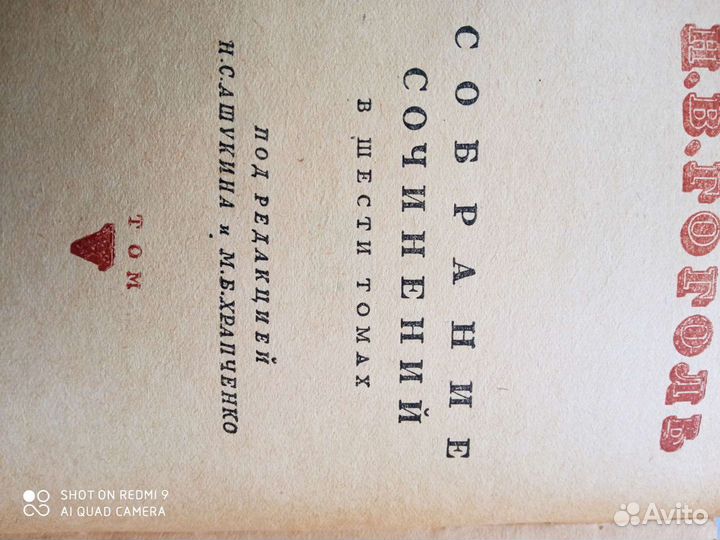 Н.В.ГОГОЛЬ
СОБРАНИЕ
СОЧИНЕНИЙ
В ШЕСТИ ТОМАХ
ПОД РЕДАКЦИЕЙ
Н.С.АШУКИНА и М.Б.ХРАПЧЕНКО
ТОМ
V
SHOT ON REDMI 9
AI QUAD CAMERA
Avito